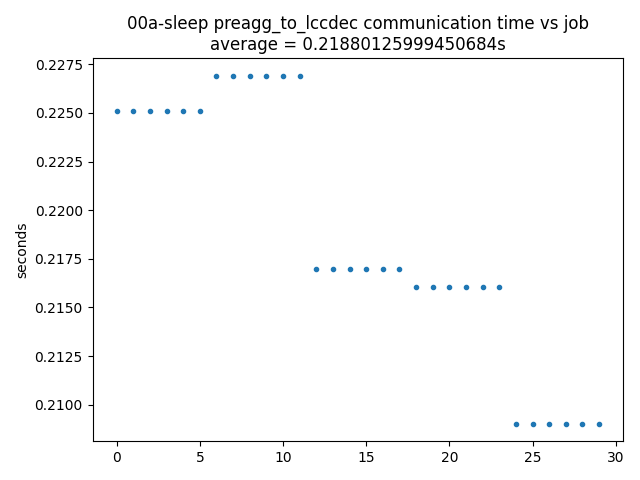 00a-sleep preagg_to_lccdec communication time vs job
average = 0.21880125999450684s
0.2275
0.2250
0.2225
0.2200
0.2175
0.2150
0.2125
0.2100
seconds
0 5 10 15 20 25 30